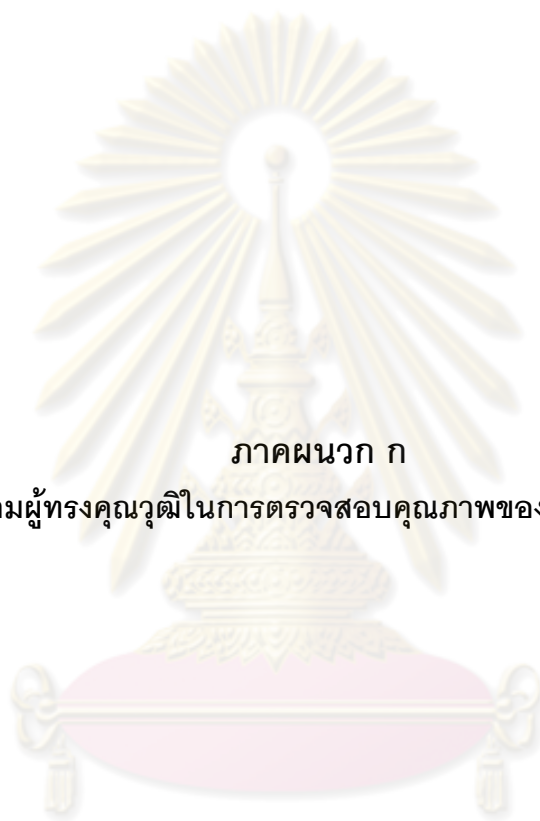 ภาคผนวก ก
ผู้ทรงคุณวุฒิในการตรวจสอบคุณภาพของ